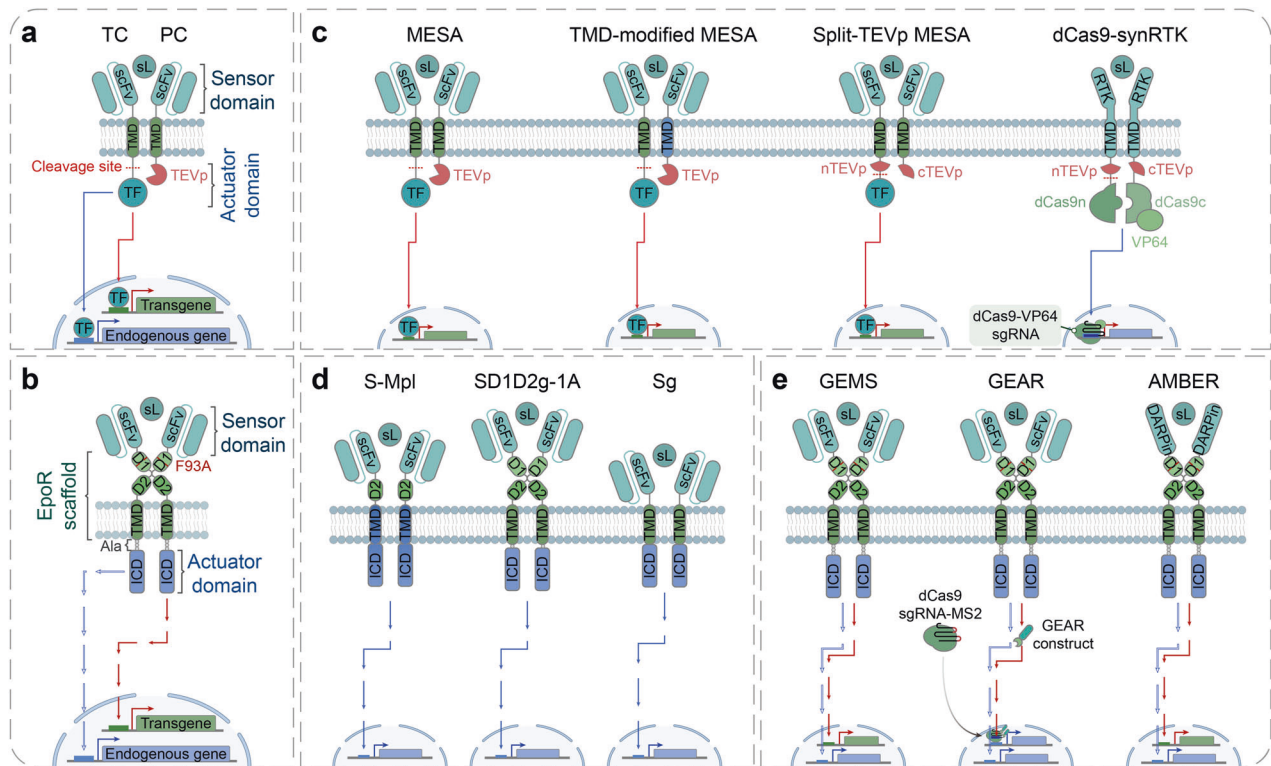 a
TC PC
sL
scFv scFv
Sensor
domain
TMD TMD
Cleavage site
TEVp
TF
Actuator
domain
TF
Transgene
TF
Endogenous gene
c
MESA TMD-modified MESA Split-TEVp MESA dCas9-synRTK
sL sL sL sL
scFv scFv scFv scFv scFv scFv RTK RTK
TMD TMD TMD TMD TMD TMD TMD TMD
TEVp TEVp nTEVp cTEVp nTEVp cTEVp
TF TF TF
dCas9n dCas9c
VP64
dCas9-VP64
sgRNA
TF TF TF
b
sL
scFv scFv
Sensor
domain
D1 D1
F93A
D2 D2
EpoR
scaffold
TMD TMD
Ala
ICD ICD
Actuator
domain
Transgene
Endogenous gene
d
S-Mpl SD1D2g-1A Sg
sL sL sL
scFv scFv scFv scFv scFv scFv
D1 D1
D2 D2 D2 D2
TMD TMD TMD TMD TMD TMD
ICD ICD ICD ICD ICD ICD
e
GEMS GEAR AMBER
sL sL sL
scFv scFv scFv scFv DARPin DARPin
D1 D1 D1 D1 D1 D1
D2 D2 D2 D2 D2 D2
TMD TMD TMD TMD TMD TMD
ICD ICD ICD ICD ICD ICD
dCas9
sgRNA-MS2
GEAR
construct